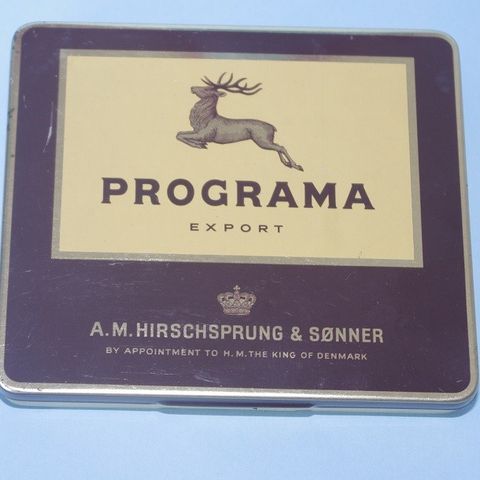 PROGRAMA
EXPORT
A.M. HIRSCHSPRUNG & SØNNER
BY APPOINTMENT TO H.M. THE KING OF DENMARK